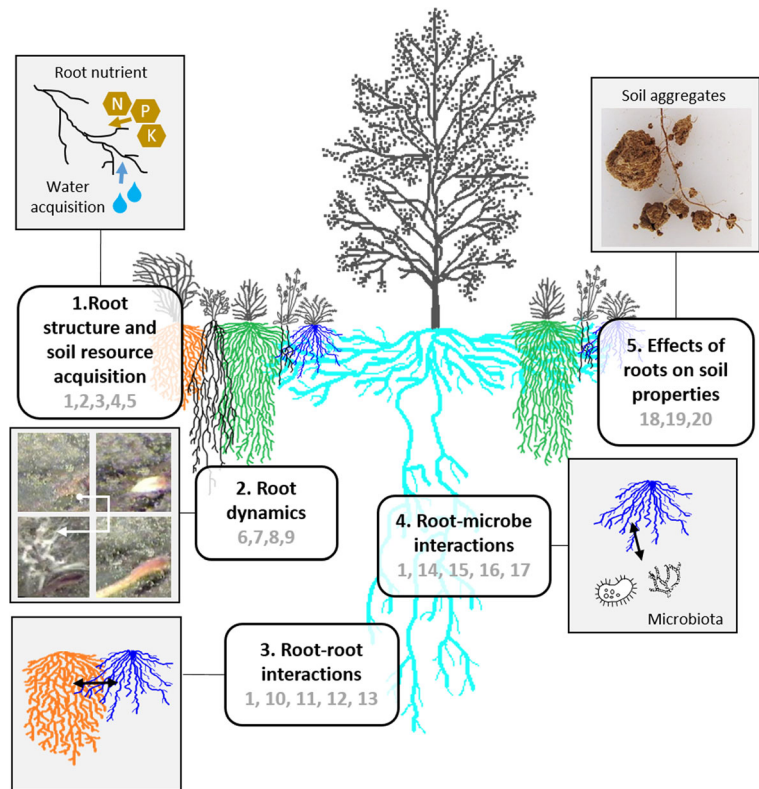 Root nutrient
N
P
K
Water
acquisition
Soil aggregates
1.Root
structure and
soil resource
acquisition
1,2,3,4,5
5. Effects of
roots on soil
properties
18,19,20
2. Root
dynamics
6,7,8,9
4. Root-microbe
interactions
1, 14, 15, 16, 17
Microbiota
3. Root-root
interactions
1, 10, 11, 12, 13